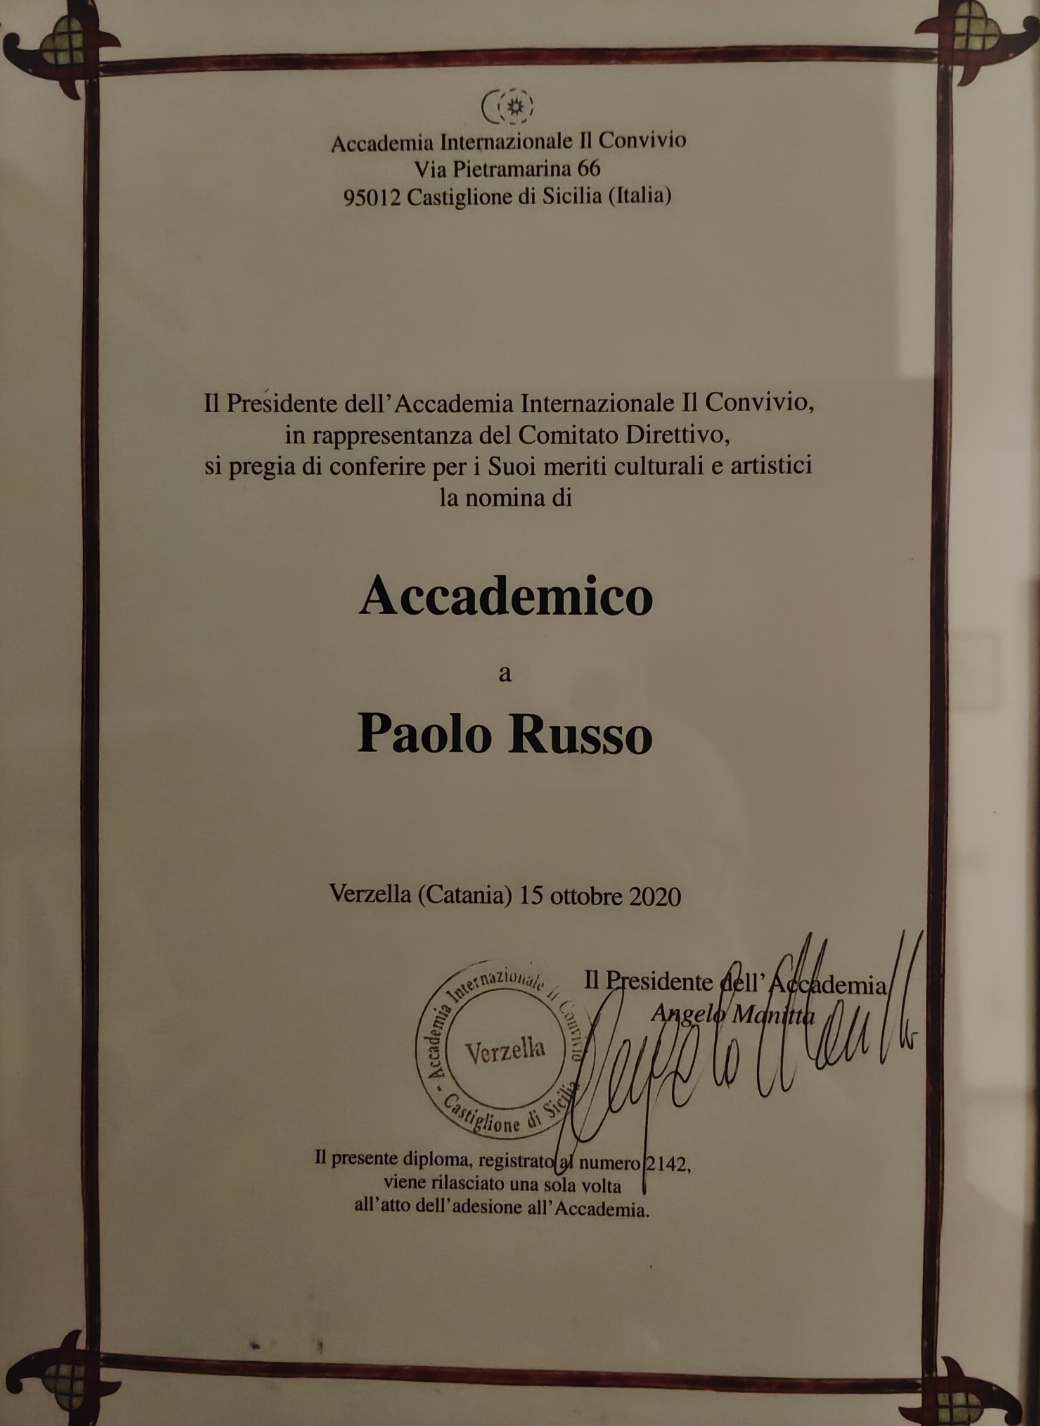 Accademia Internazionale Il Convivio
Via Pietramarina 66
95012 Castiglione di Sicilia (Italia)
Il Presidente dell'Accademia Internazionale Il Convivio,
in rappresentanza del Comitato Direttivo,
si pregia di conferire per i Suoi meriti culturali e artistici
la nomina di
Accademico
a
Paolo Russo
Verzella (Catania) 15 ottobre 2020
Il Presidente dell'Accademia
Angelo Manitta
Angelo Manitta
- Accademia Internazionale Il Convivio
Verzella
Castiglione di Sicilia
Il presente diploma, registrato al numero 2142,
viene rilasciato una sola volta
all'atto dell'adesione all'Accademia.